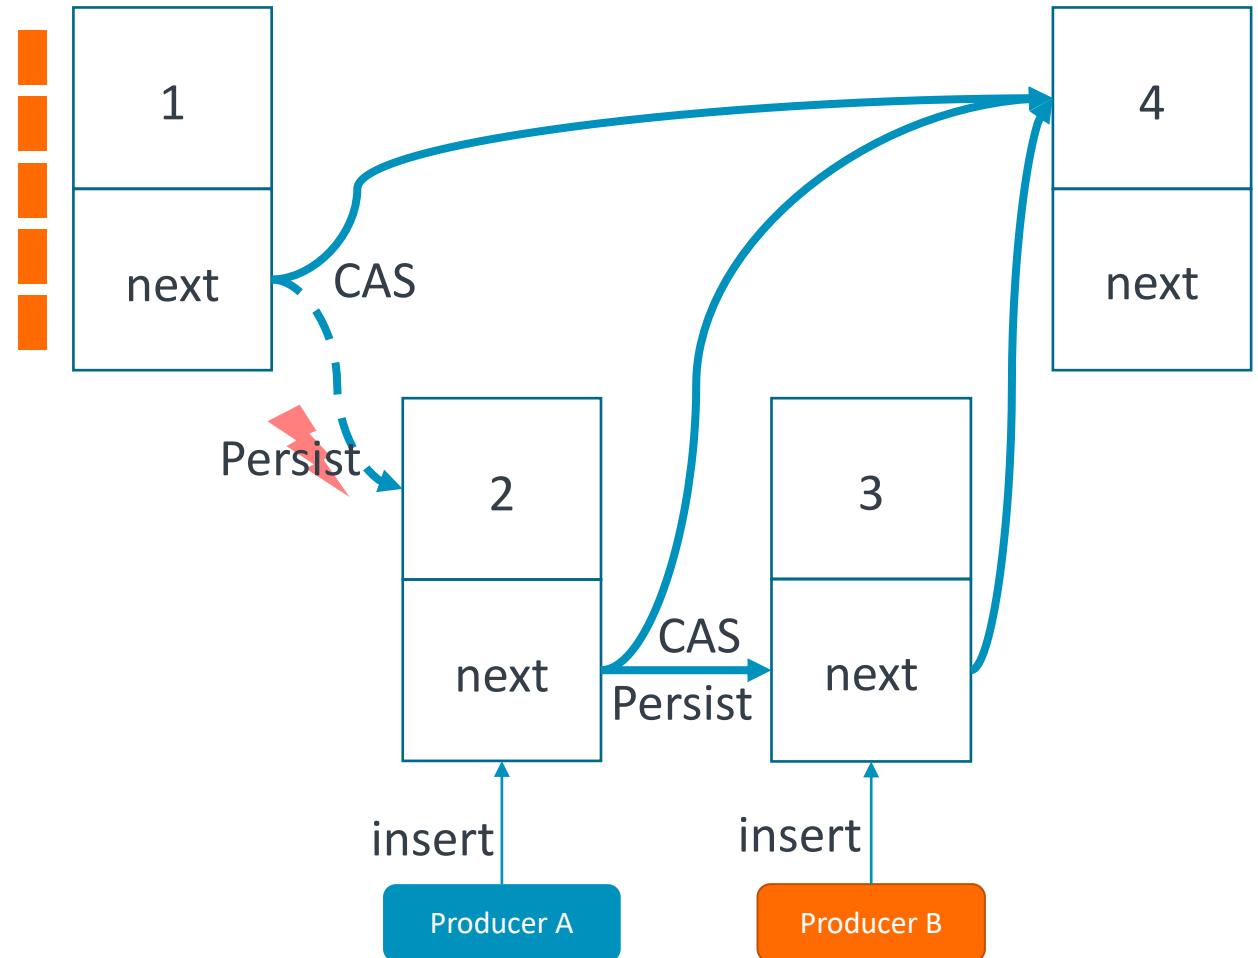 1
4
next
CAS
next
Persist
2
3
CAS
next
next
Persist
insert
insert
Producer A
Producer B